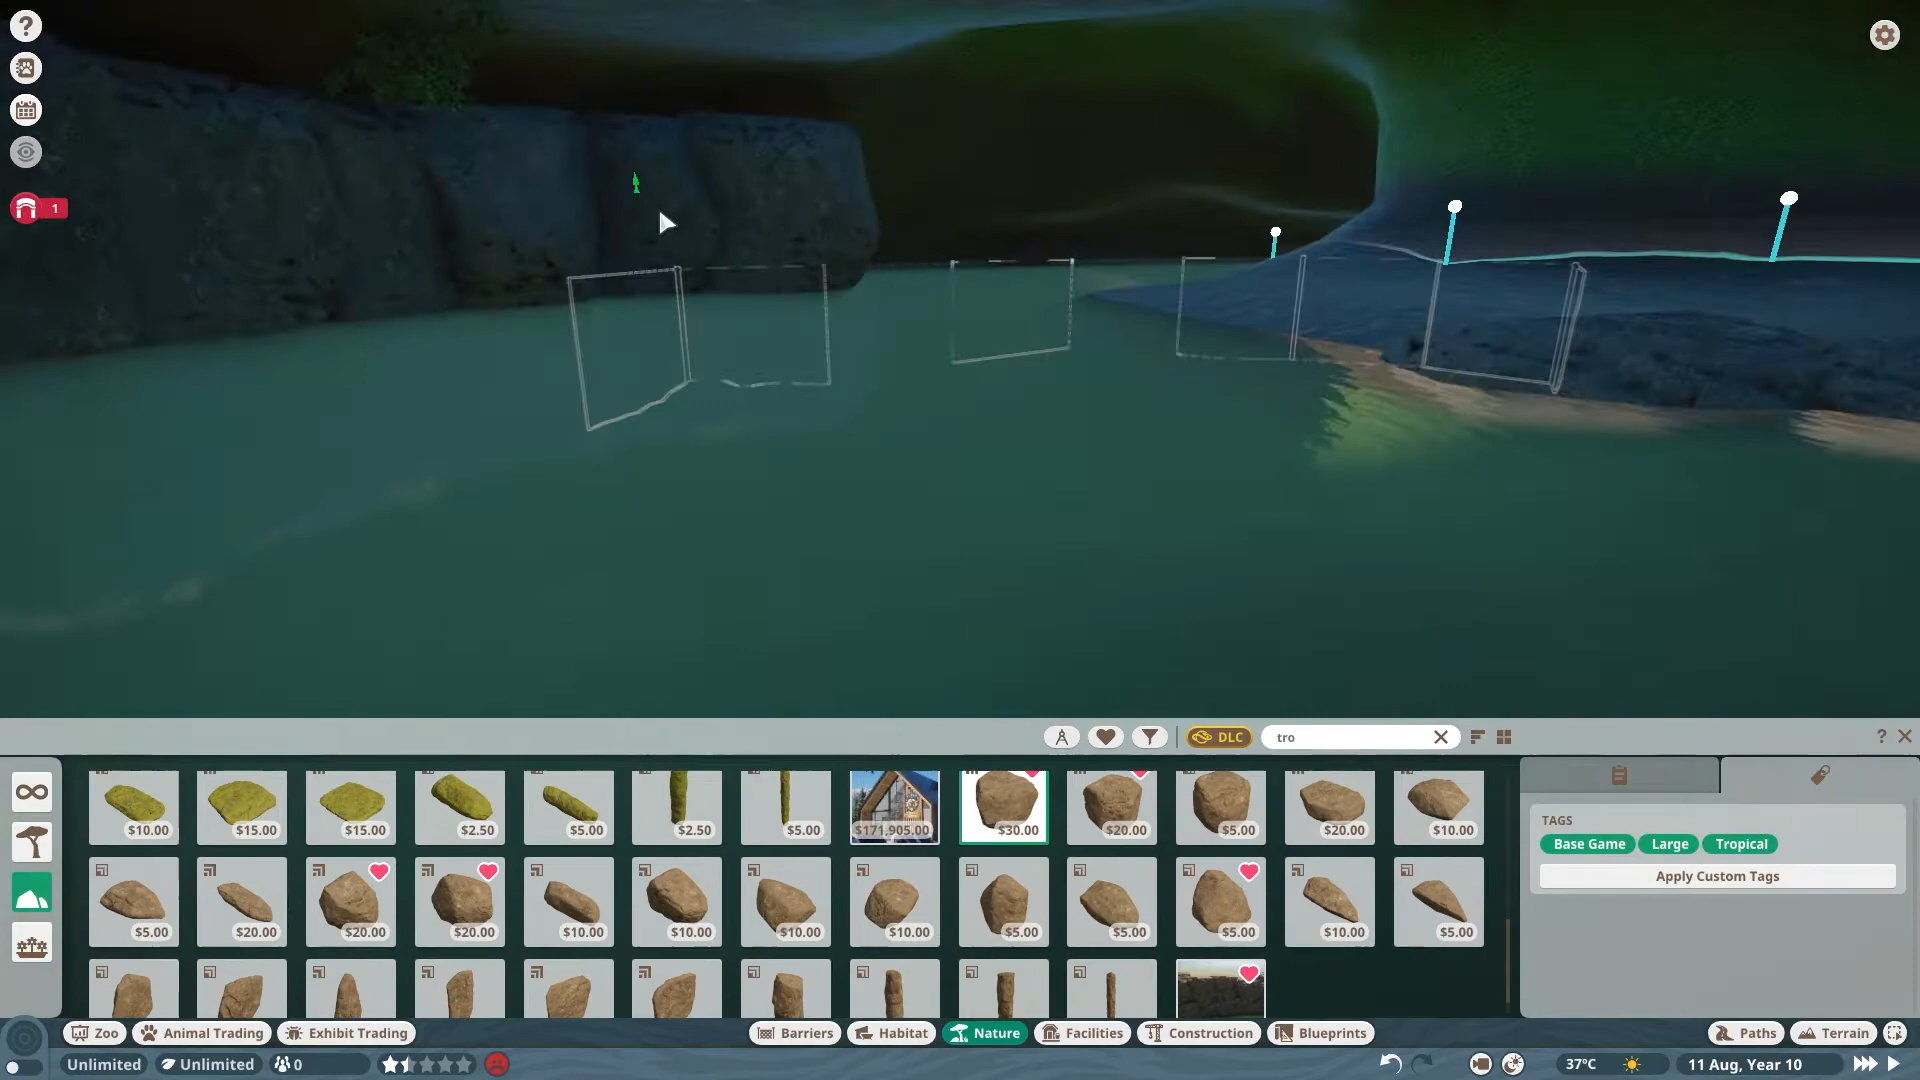 ?
1
DLC
tro
?
$10.00 $15.00 $15.00 $2.50 $5.00 $2.50 $5.00 $171,905.00 $30.00 $20.00 $5.00 $20.00 $10.00
TAGS
Base Game Large Tropical
Apply Custom Tags
$5.00 $20.00 $20.00 $20.00 $10.00 $10.00 $10.00 $10.00 $5.00 $5.00 $5.00 $10.00 $5.00
Zoo Animal Trading Exhibit Trading Barriers Habitat Nature Facilities Construction Blueprints Paths Terrain
Unlimited Unlimited 0 37°C 11 Aug, Year 10